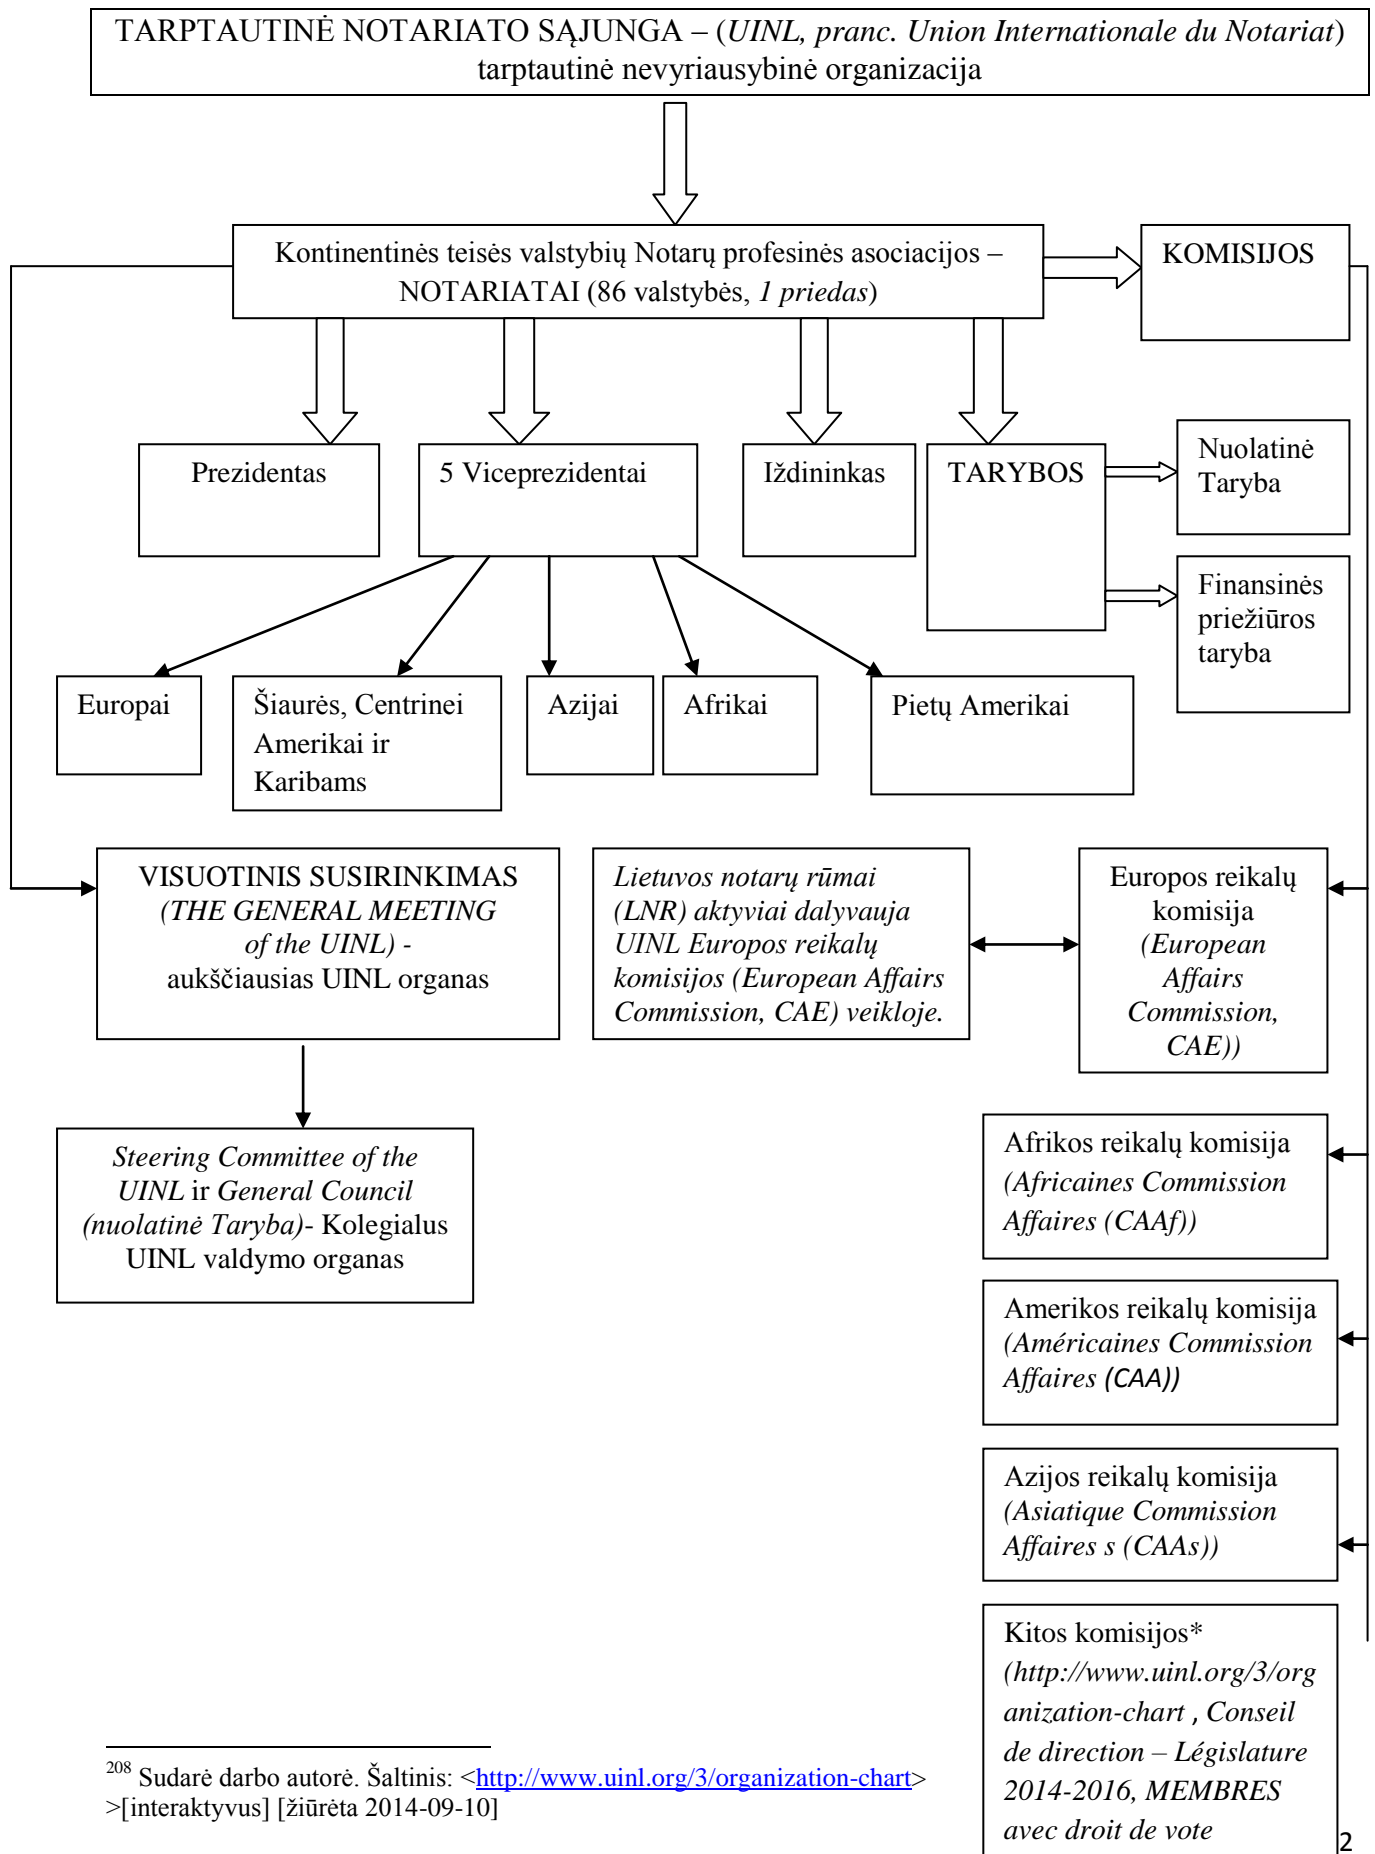 TARPTAUTINĖ NOTARIATO SĄJUNGA – (UINL, pranc. Union Internationale du Notariat)
tarptautinė nevyriausybinė organizacija
Kontinentinės teisės valstybių Notarų profesinės asociacijos –
NOTARIATAI (86 valstybės, 1 priedas)
KOMISIJOS
Prezidentas
5 Viceprezidentai
Iždininkas
TARYBOS
Nuolatinė
Taryba
Finansinės
priežiūros
taryba
Europai
Šiaurės, Centrinei
Amerikai ir
Karibams
Azijai
Afrikai
Pietų Amerikai
VISUOTINIS SUSIRINKIMAS
(THE GENERAL MEETING
of the UINL) -
aukščiausias UINL organas
Lietuvos notarų rūmai
(LNR) aktyviai dalyvauja
UINL Europos reikalų
komisijos (European Affairs
Commission, CAE) veikloje.
Europos reikalų
komisija
(European
Affairs
Commission,
CAE))
Steering Committee of the
UINL ir General Council
(nuolatinė Taryba)- Kolegialus
UINL valdymo organas
Afrikos reikalų komisija
(Africaines Commission
Affaires (CAAf))
Amerikos reikalų komisija
(Américaines Commission
Affaires (CAA))
Azijos reikalų komisija
(Asiatique Commission
Affaires s (CAAs))
Kitos komisijos*
(http://www.uinl.org/3/org
anization-chart , Conseil
de direction – Législature
2014-2016, MEMBRES
avec droit de vote
208 Sudarė darbo autorė. Šaltinis: <http://www.uinl.org/3/organization-chart>
>[interaktyvus] [žiūrėta 2014-09-10]
2